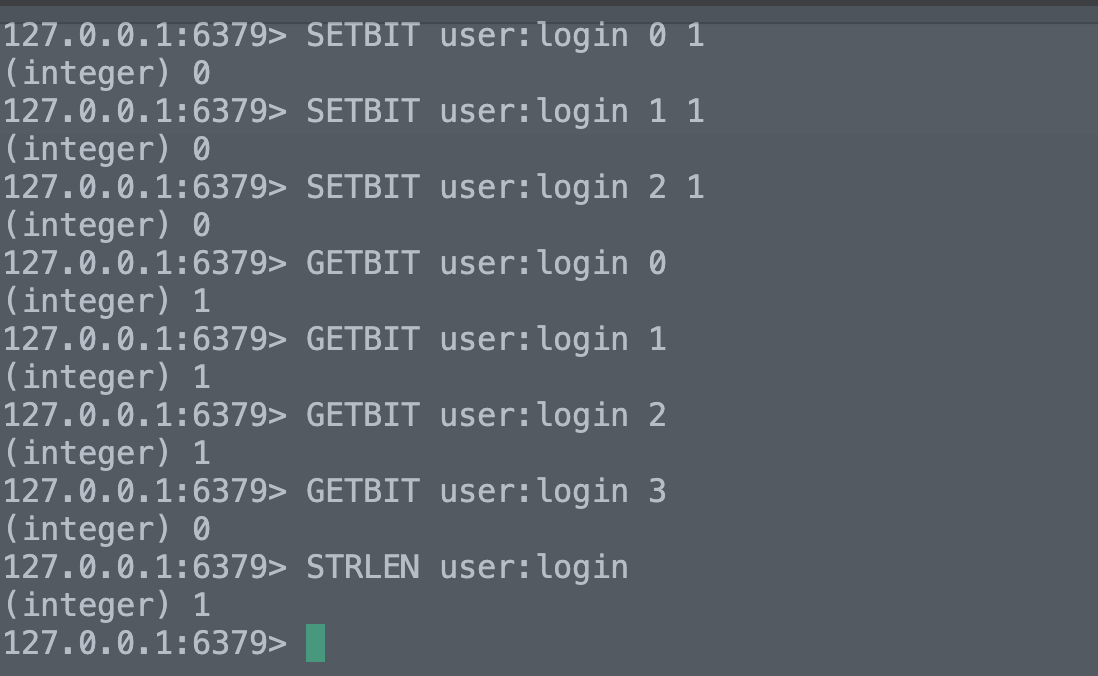 127.0.0.1:6379> SETBIT user:login 0 1
(integer) 0
127.0.0.1:6379> SETBIT user:login 1 1
(integer) 0
127.0.0.1:6379> SETBIT user:login 2 1
(integer) 0
127.0.0.1:6379> GETBIT user:login 0
(integer) 1
127.0.0.1:6379> GETBIT user:login 1
(integer) 1
127.0.0.1:6379> GETBIT user:login 2
(integer) 1
127.0.0.1:6379> GETBIT user:login 3
(integer) 0
127.0.0.1:6379> STRLEN user:login
(integer) 1
127.0.0.1:6379>